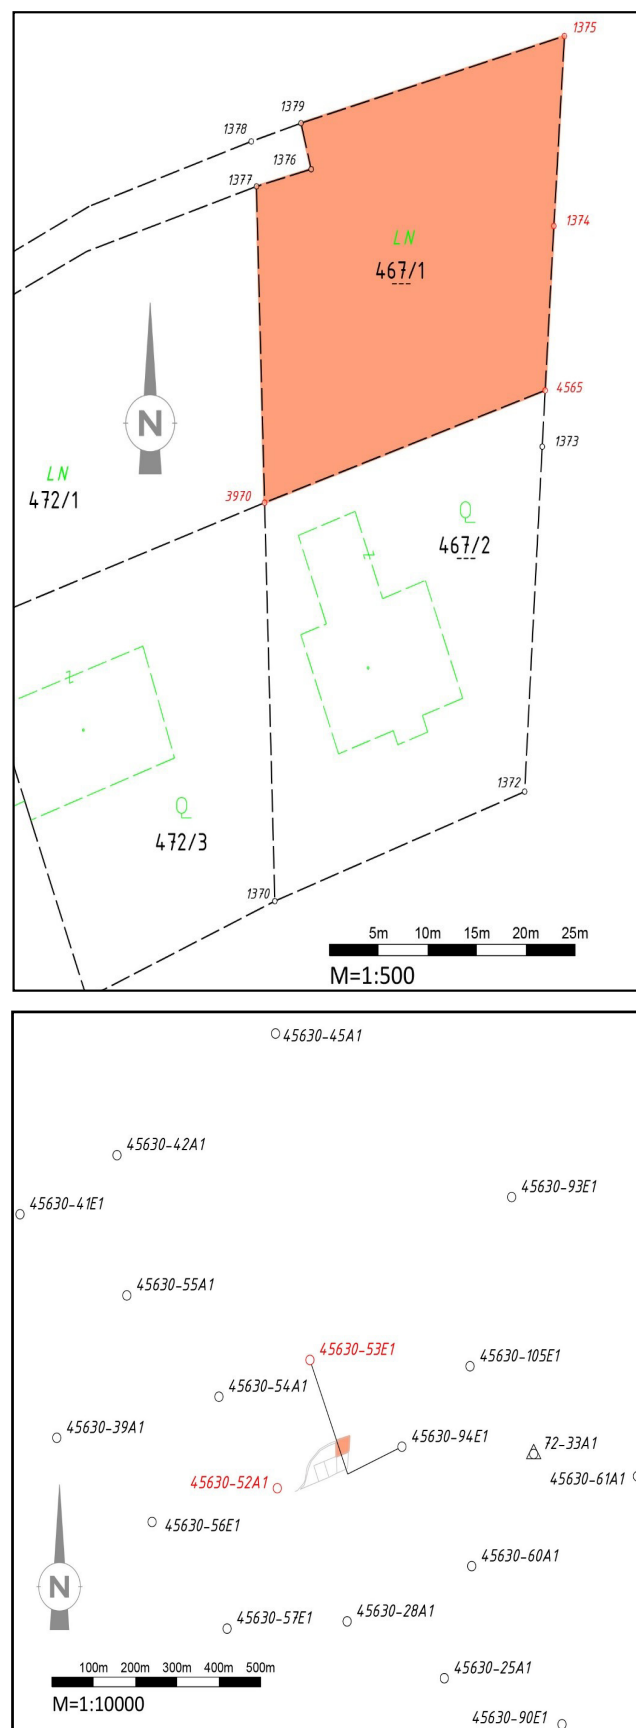 1375
1379
1378
1376
1377
1374
LN
467/1
N
4565
1373
LN
472/1
3970
Q
467/2
Z
Z
1372
Q
472/3
1370
5m 10m 15m 20m 25m
M=1:500
45630-45A1
45630-42A1
45630-93E1
45630-41E1
45630-55A1
45630-53E1
45630-105E1
45630-54A1
45630-39A1
45630-94E1
72-33A1
45630-61A1
45630-52A1
45630-56E1
45630-60A1
N
45630-57E1
45630-28A1
100m 200m 300m 400m 500m
45630-25A1
M=1:10000
45630-90E1